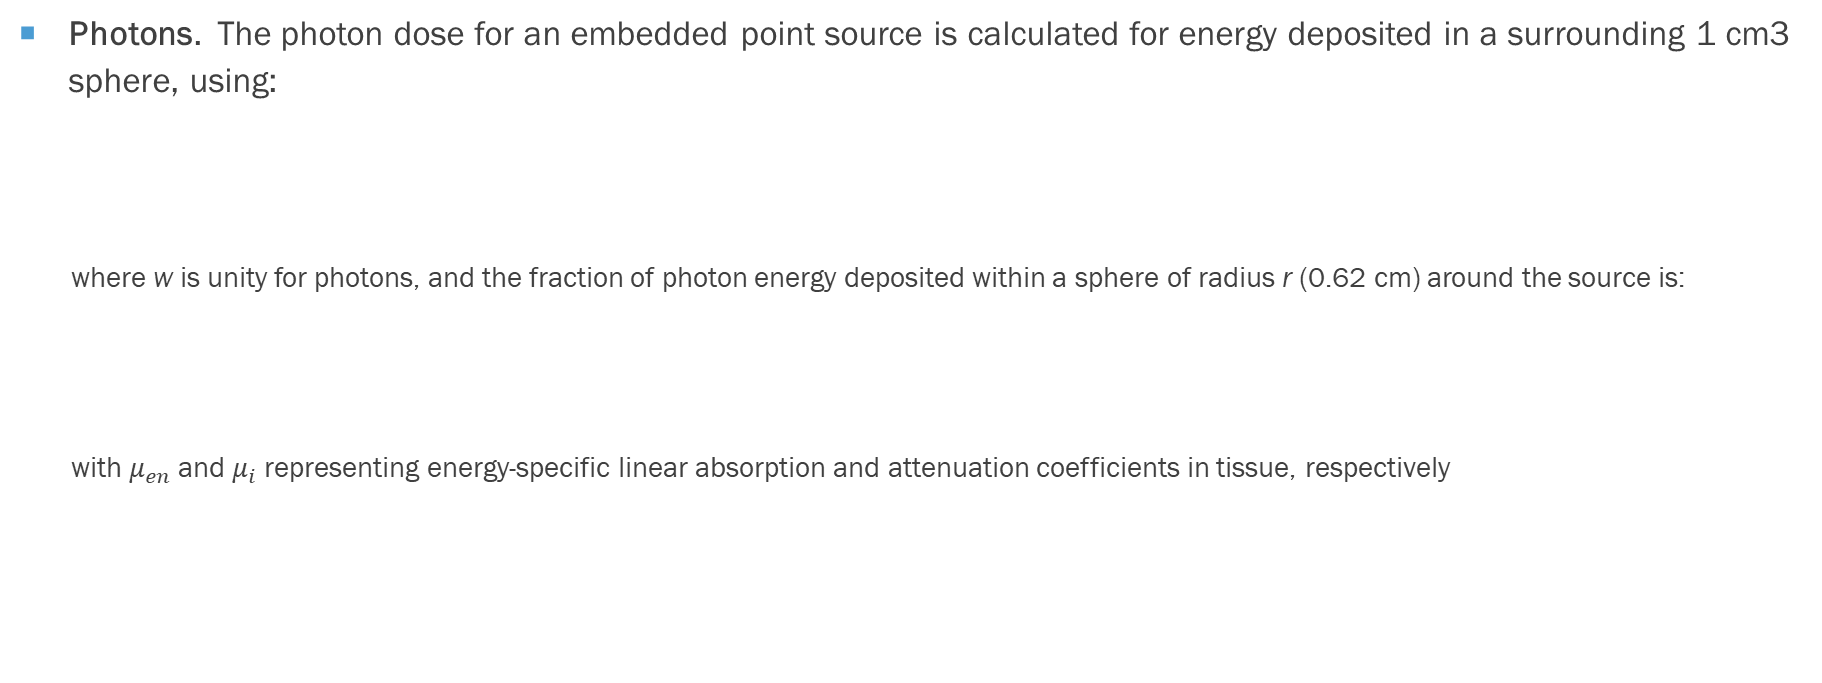 ▪ Photons. The photon dose for an embedded point source is calculated for energy deposited in a surrounding 1 cm3
sphere, using:
where w is unity for photons, and the fraction of photon energy deposited within a sphere of radius r (0.62 cm) around the source is:
with μen and μi representing energy-specific linear absorption and attenuation coefficients in tissue, respectively